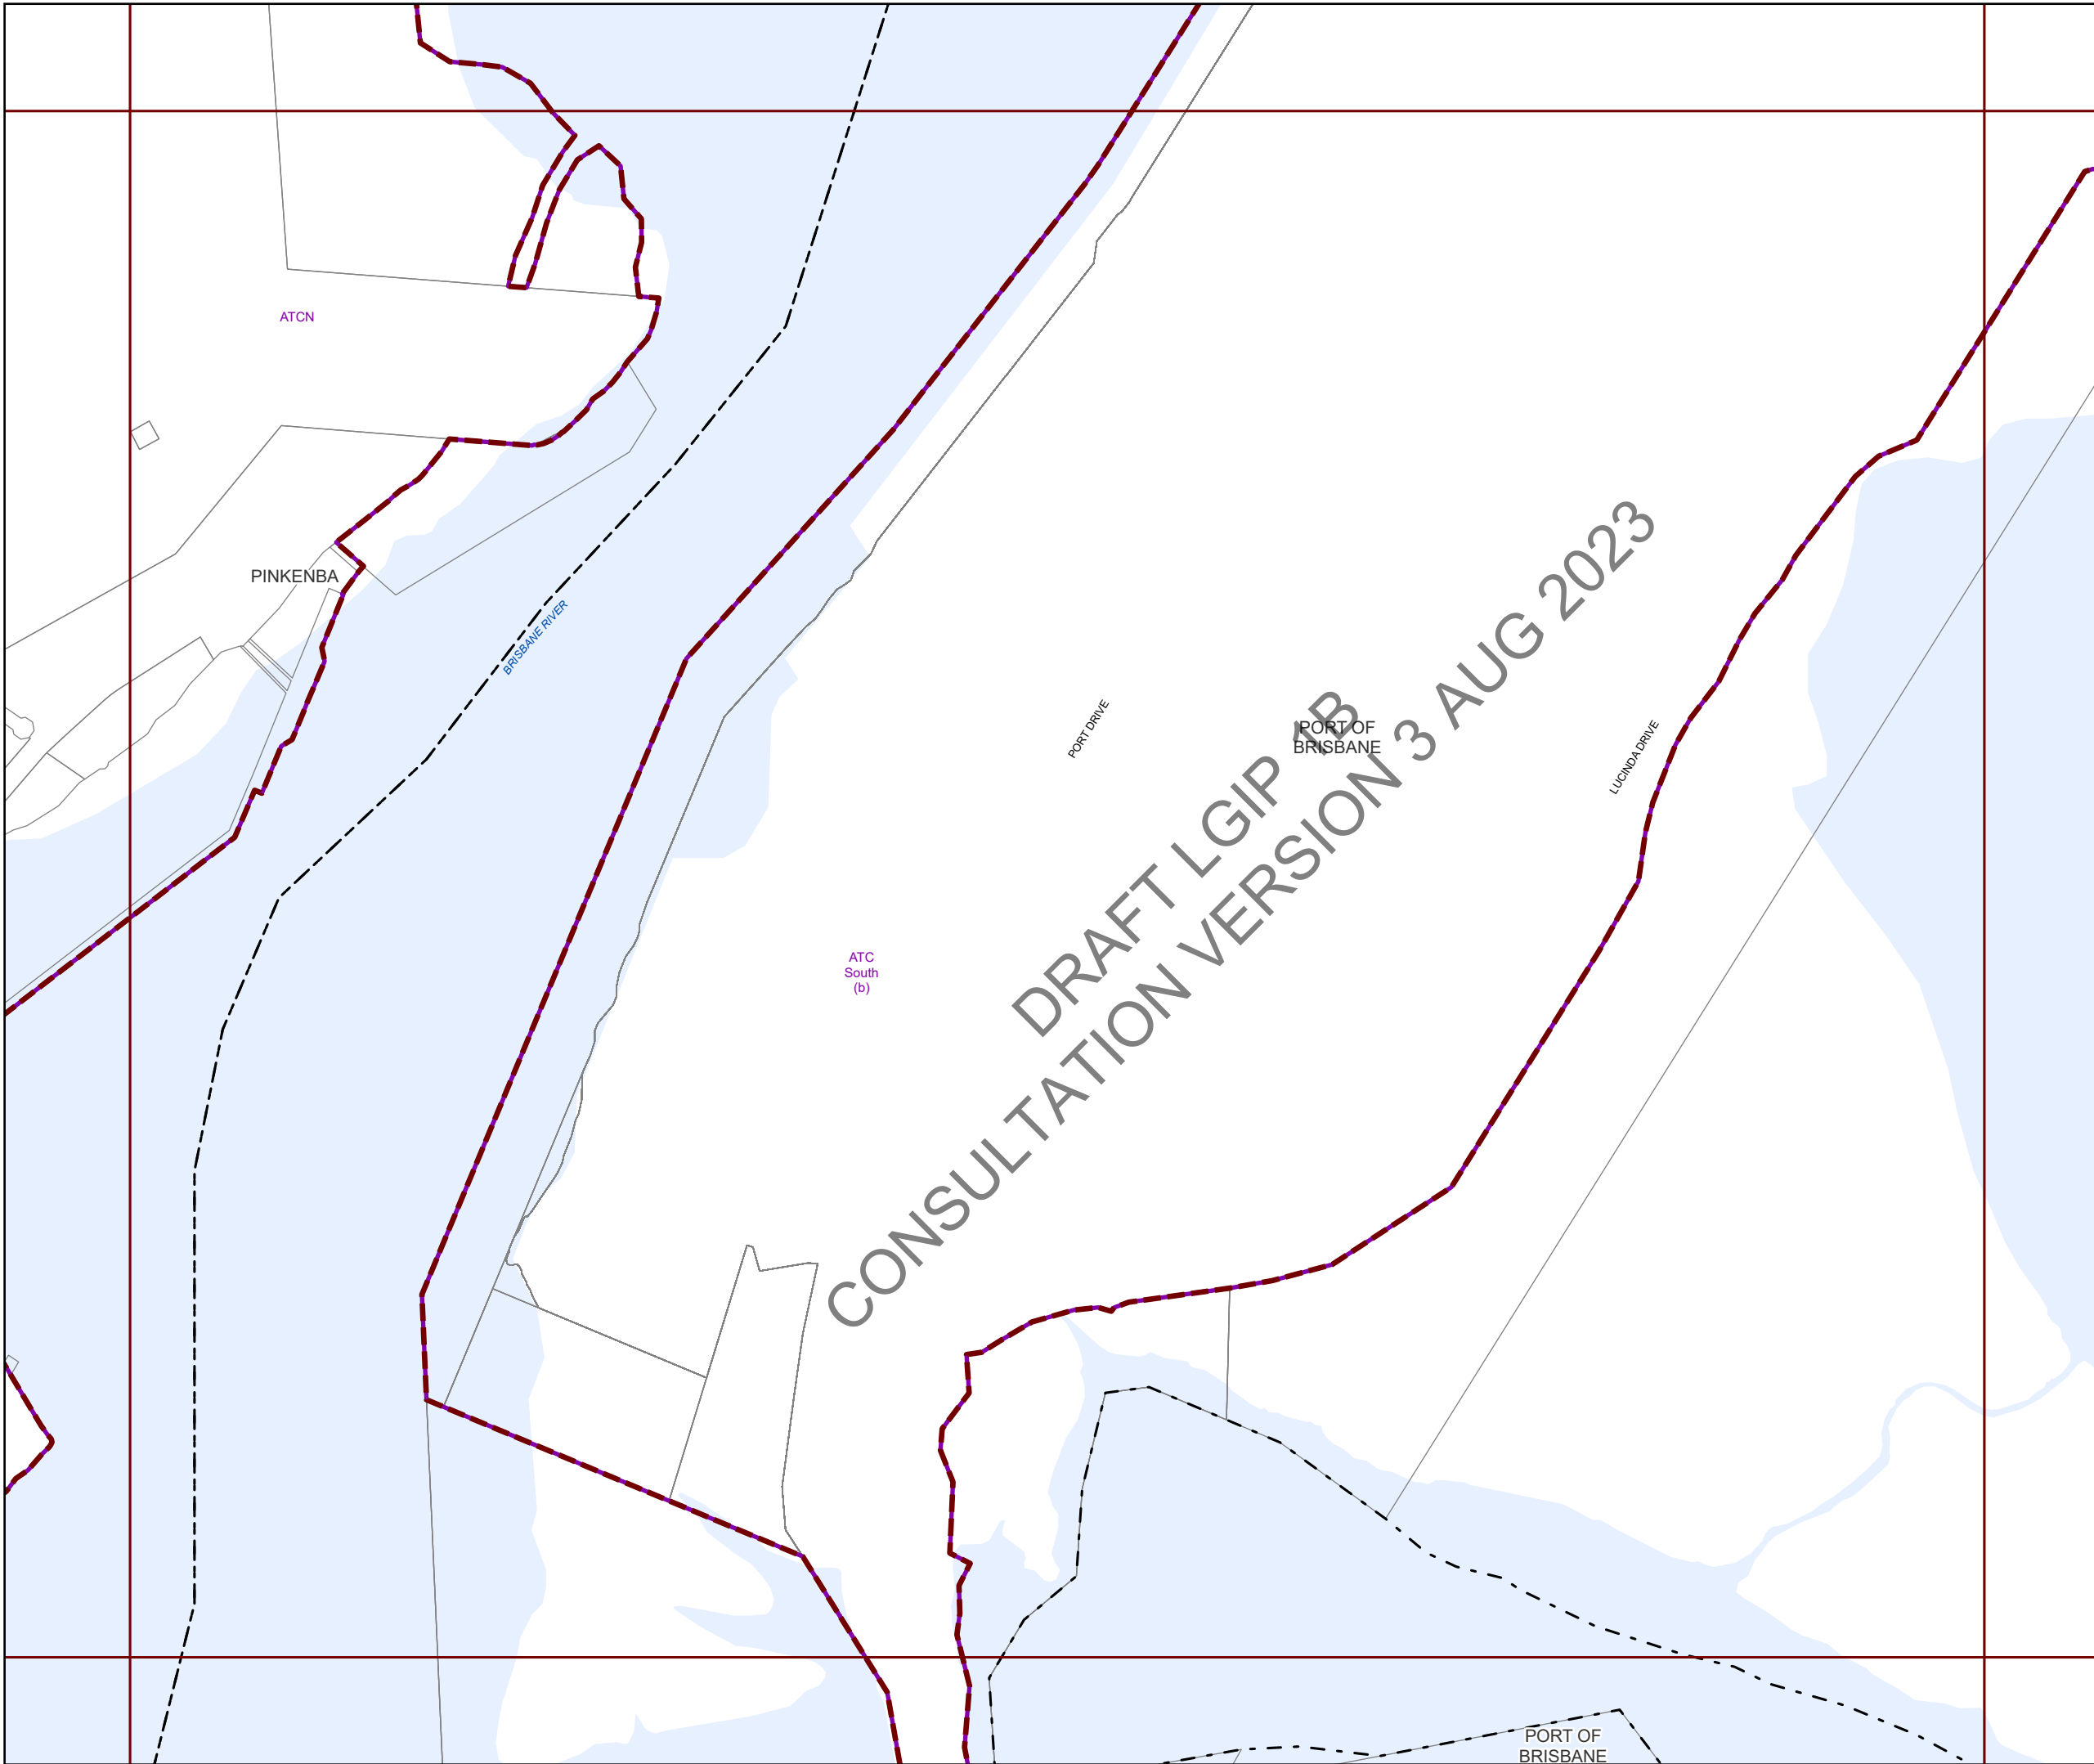 ATCN
PINKENBA
BRISBANE RIVER
PORT DRIVE
PORT OF
BRISBANE
LUCINDA DRIVE
ATC
South
(b)
DRAFT LGIP 1B
CONSULTATION VERSION 3 AUG 2023
PORT OF
BRISBANE